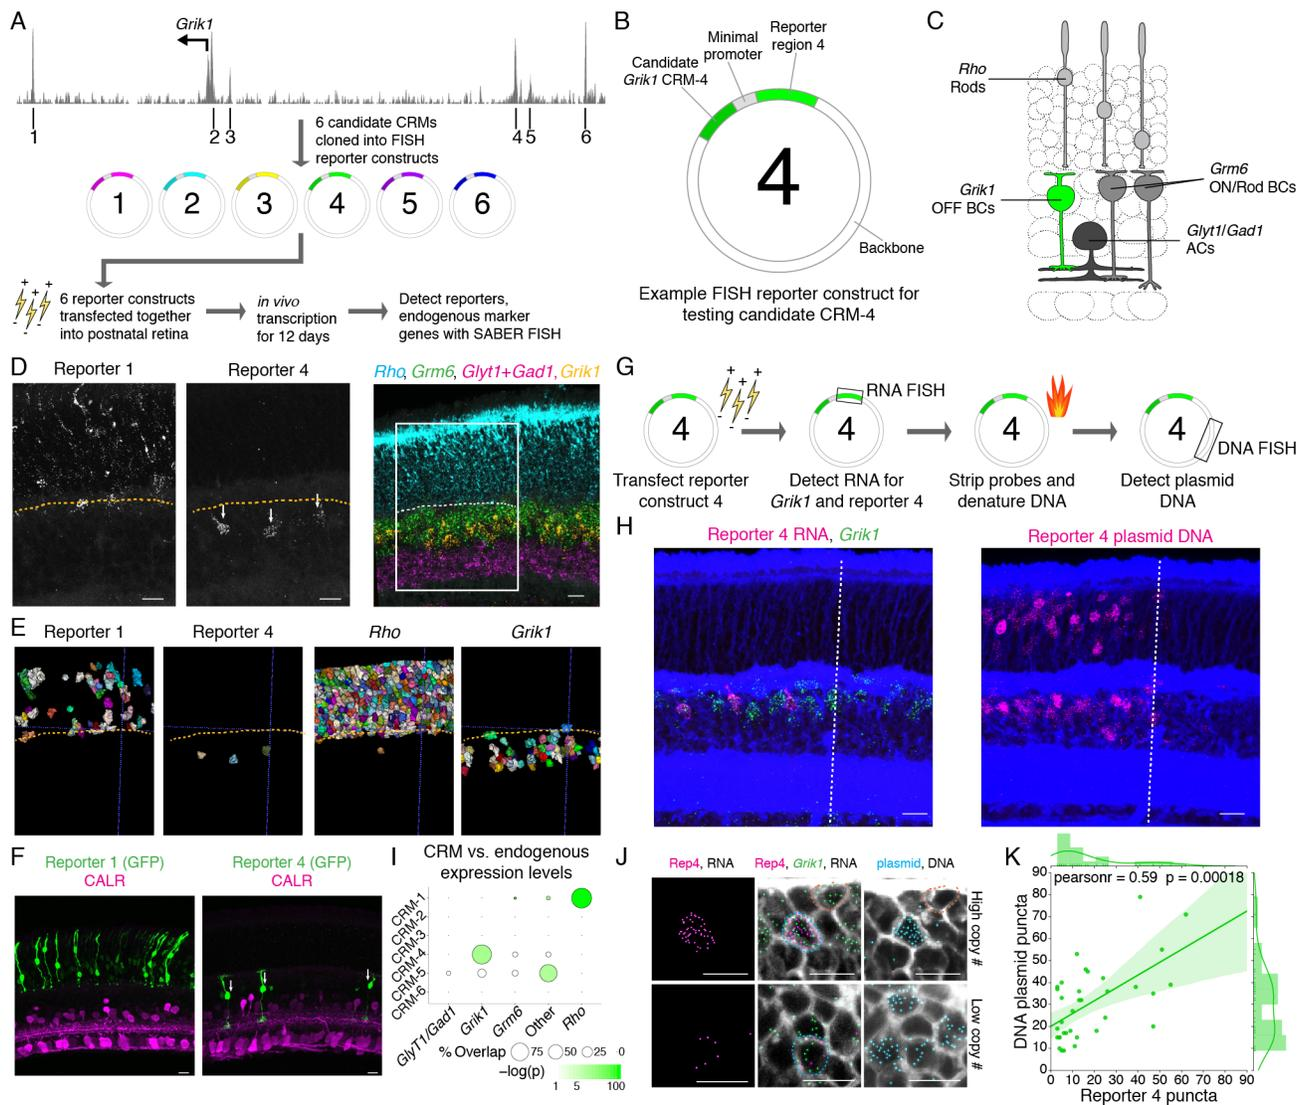 A
Grik1
1
2
3
4
5
6
6 candidate CRMs
cloned into FISH
reporter constructs
1
2
3
4
5
6
+ + +
- - -
6 reporter constructs
transfected together
into postnatal retina
in vivo
transcription
for 12 days
Detect reporters,
endogenous marker
genes with SABER FISH
B
Candidate
Grik1 CRM-4
Minimal
promoter
Reporter
region 4
4
Backbone
Example FISH reporter construct for
testing candidate CRM-4
C
Rho
Rods
Grm6
ON/Rod BCs
Grik1
OFF BCs
Glyt1/Gad1
ACs
D
Reporter 1
Reporter 4
Rho, Grm6, Glyt1+Gad1, Grik1
E
Reporter 1
Reporter 4
Rho
Grik1
F
Reporter 1 (GFP)
CALR
Reporter 4 (GFP)
CALR
G
4
+ + +
- - -
Transfect reporter
construct 4
4
RNA FISH
Detect RNA for
Grik1 and reporter 4
4
Strip probes and
denature DNA
4
DNA FISH
Detect plasmid
DNA
H
Reporter 4 RNA, Grik1
Reporter 4 plasmid DNA
I
CRM vs. endogenous
expression levels
CRM-1
CRM-2
CRM-3
CRM-4
CRM-5
CRM-6
GlyT1/Gad1
Grik1
Grm6
Other
Rho
% Overlap 75 50 25 0
−log(p)
1 5 100
J
Rep4, RNA
Rep4, Grik1, RNA
plasmid, DNA
High copy #
Low copy #
K
pearsonr = 0.59 p = 0.00018
DNA plasmid puncta
90
80
70
60
50
40
30
20
10
0
0 10 20 30 40 50 60 70 80 90
Reporter 4 puncta